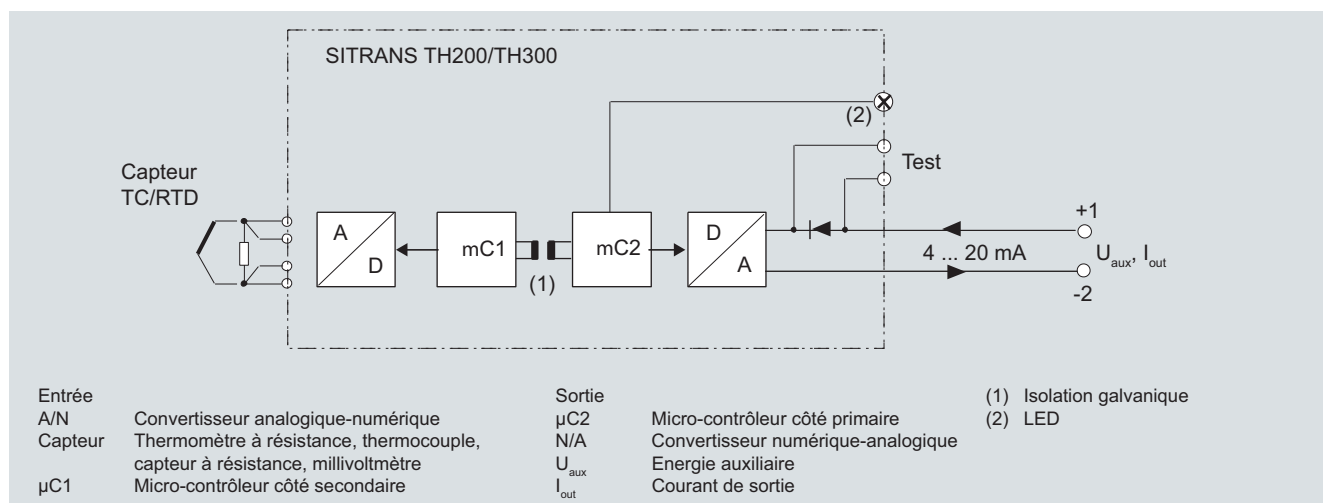 SITRANS TH200/TH300
(2)
Test
Capteur
TC/RTD
A
D
mC1
(1)
mC2
D
A
4 ... 20 mA
+1
Uaux, Iout
-2
Entrée
A/N Convertisseur analogique-numérique
Capteur Thermomètre à résistance, thermocouple,
capteur à résistance, millivoltmètre
µC1 Micro-contrôleur côté secondaire
Sortie
µC2 Micro-contrôleur côté primaire
N/A Convertisseur numérique-analogique
Uaux Energie auxiliaire
Iout Courant de sortie
(1) Isolation galvanique
(2) LED